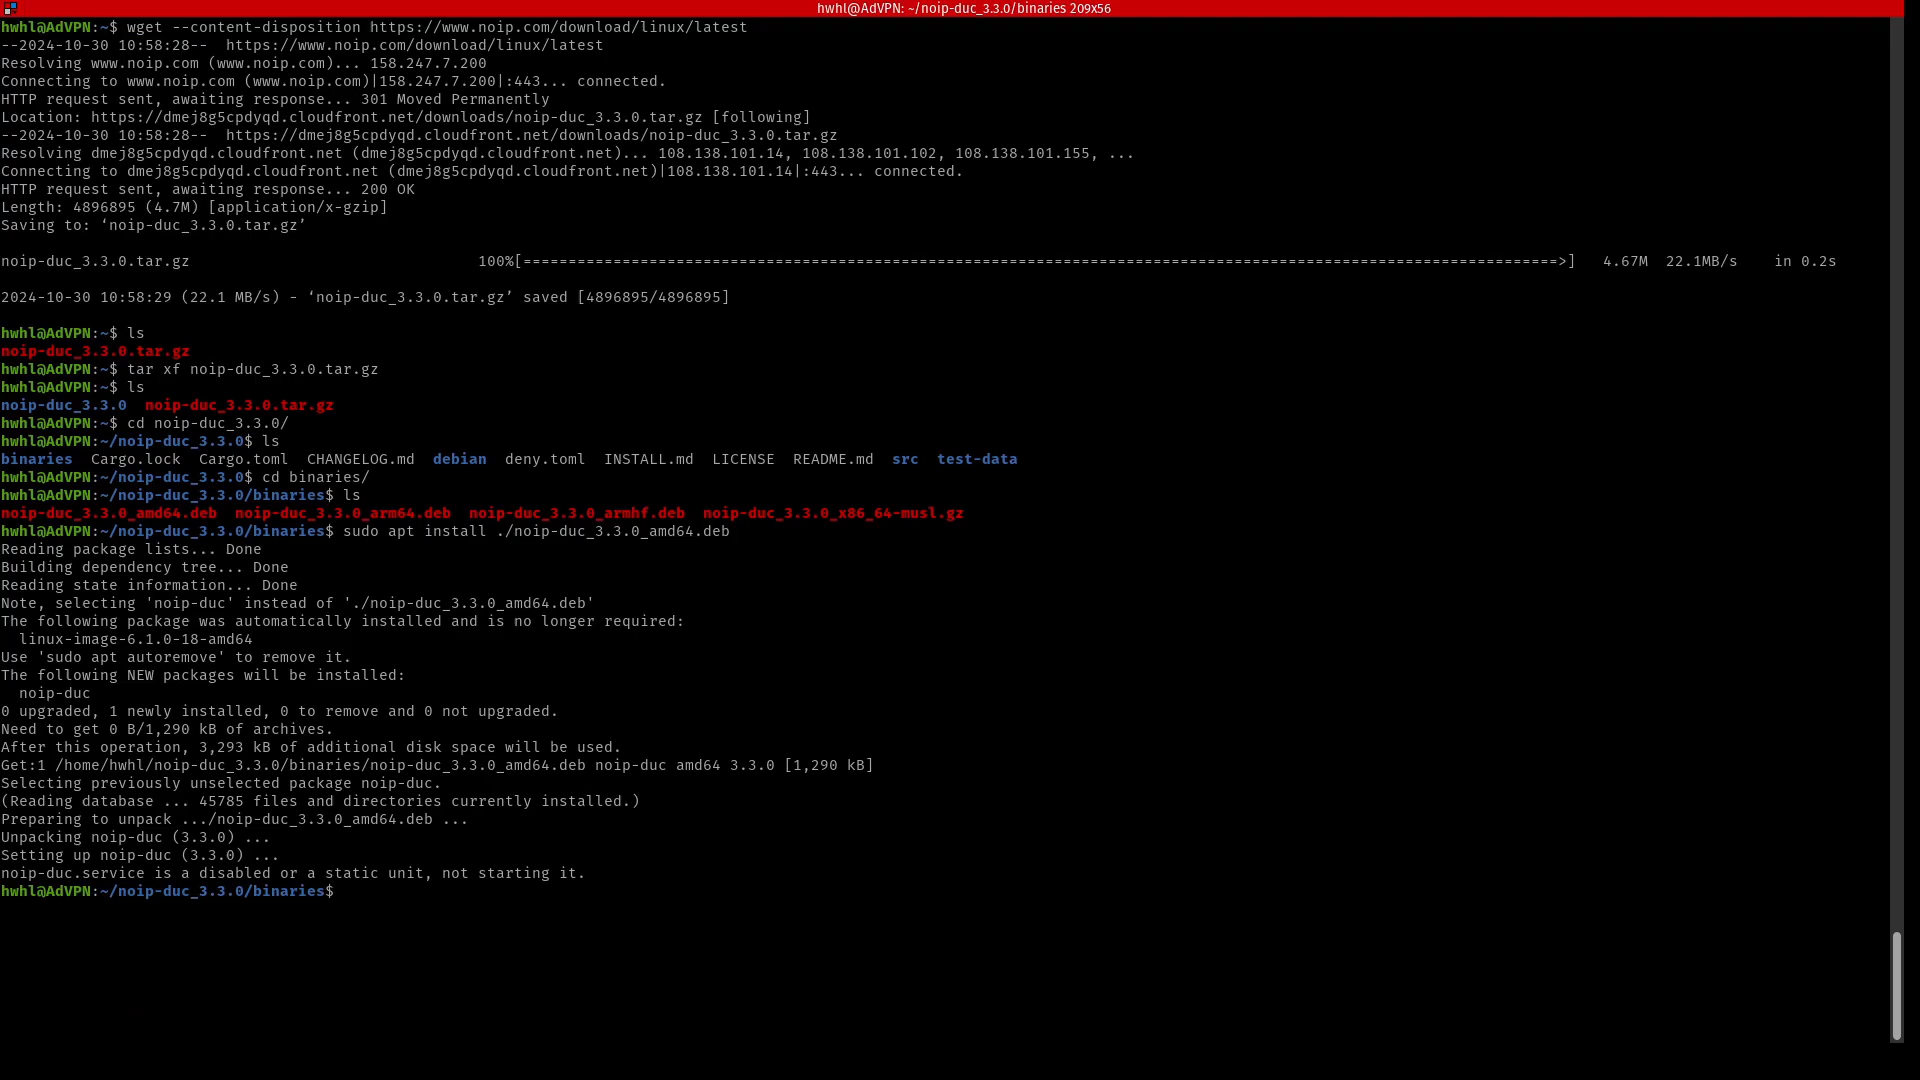 hwhl@AdVPN: ~/noip-duc_3.3.0/binaries 209x56
hwhl@AdVPN:~$ wget --content-disposition https://www.noip.com/download/linux/latest
--2024-10-30 10:58:28--  https://www.noip.com/download/linux/latest
Resolving www.noip.com (www.noip.com)... 158.247.7.200
Connecting to www.noip.com (www.noip.com)|158.247.7.200|:443... connected.
HTTP request sent, awaiting response... 301 Moved Permanently
Location: https://dmej8g5cpdyqd.cloudfront.net/downloads/noip-duc_3.3.0.tar.gz [following]
--2024-10-30 10:58:28--  https://dmej8g5cpdyqd.cloudfront.net/downloads/noip-duc_3.3.0.tar.gz
Resolving dmej8g5cpdyqd.cloudfront.net (dmej8g5cpdyqd.cloudfront.net)... 108.138.101.14, 108.138.101.102, 108.138.101.155, ...
Connecting to dmej8g5cpdyqd.cloudfront.net (dmej8g5cpdyqd.cloudfront.net)|108.138.101.14|:443... connected.
HTTP request sent, awaiting response... 200 OK
Length: 4896895 (4.7M) [application/x-gzip]
Saving to: ‘noip-duc_3.3.0.tar.gz’
noip-duc_3.3.0.tar.gz                                100%[===================================================================================================================>]   4.67M  22.1MB/s    in 0.2s
2024-10-30 10:58:29 (22.1 MB/s) - ‘noip-duc_3.3.0.tar.gz’ saved [4896895/4896895]
hwhl@AdVPN:~$ ls
noip-duc_3.3.0.tar.gz
hwhl@AdVPN:~$ tar xf noip-duc_3.3.0.tar.gz
hwhl@AdVPN:~$ ls
noip-duc_3.3.0  noip-duc_3.3.0.tar.gz
hwhl@AdVPN:~$ cd noip-duc_3.3.0/
hwhl@AdVPN:~/noip-duc_3.3.0$ ls
binaries  Cargo.lock  Cargo.toml  CHANGELOG.md  debian  deny.toml  INSTALL.md  LICENSE  README.md  src  test-data
hwhl@AdVPN:~/noip-duc_3.3.0$ cd binaries/
hwhl@AdVPN:~/noip-duc_3.3.0/binaries$ ls
noip-duc_3.3.0_amd64.deb  noip-duc_3.3.0_arm64.deb  noip-duc_3.3.0_armhf.deb  noip-duc_3.3.0_x86_64-musl.gz
hwhl@AdVPN:~/noip-duc_3.3.0/binaries$ sudo apt install ./noip-duc_3.3.0_amd64.deb
Reading package lists... Done
Building dependency tree... Done
Reading state information... Done
Note, selecting 'noip-duc' instead of './noip-duc_3.3.0_amd64.deb'
The following package was automatically installed and is no longer required:
  linux-image-6.1.0-18-amd64
Use 'sudo apt autoremove' to remove it.
The following NEW packages will be installed:
  noip-duc
0 upgraded, 1 newly installed, 0 to remove and 0 not upgraded.
Need to get 0 B/1,290 kB of archives.
After this operation, 3,293 kB of additional disk space will be used.
Get:1 /home/hwhl/noip-duc_3.3.0/binaries/noip-duc_3.3.0_amd64.deb noip-duc amd64 3.3.0 [1,290 kB]
Selecting previously unselected package noip-duc.
(Reading database ... 45785 files and directories currently installed.)
Preparing to unpack .../noip-duc_3.3.0_amd64.deb ...
Unpacking noip-duc (3.3.0) ...
Setting up noip-duc (3.3.0) ...
noip-duc.service is a disabled or a static unit, not starting it.
hwhl@AdVPN:~/noip-duc_3.3.0/binaries$